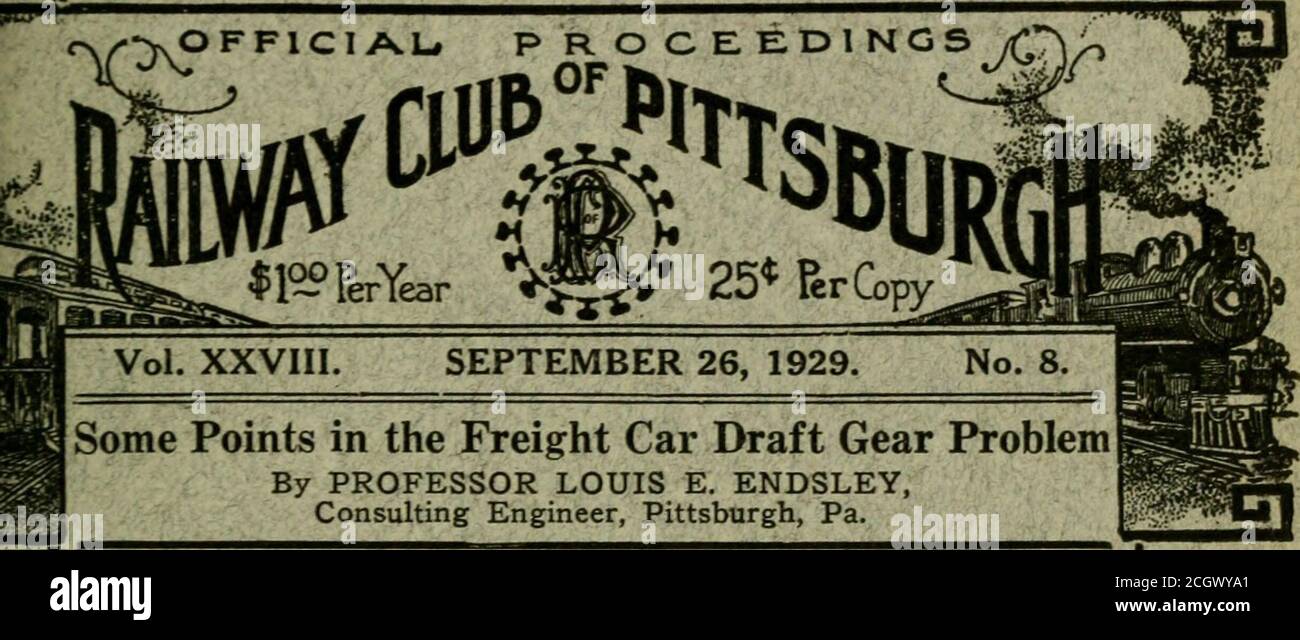 OFFICIAL PROCEEDINGS
OF
RAILWAY CLUB PITTSBURGH
$1.00 Per Year
25¢ Per Copy
Vol. XXVIII. SEPTEMBER 26, 1929. No. 8.
Some Points in the Freight Car Draft Gear Problem
By PROFESSOR LOUIS E. ENDSLEY,
Consulting Engineer, Pittsburgh, Pa.
alamy
Image ID: 2CGWYA1
www.alamy.com